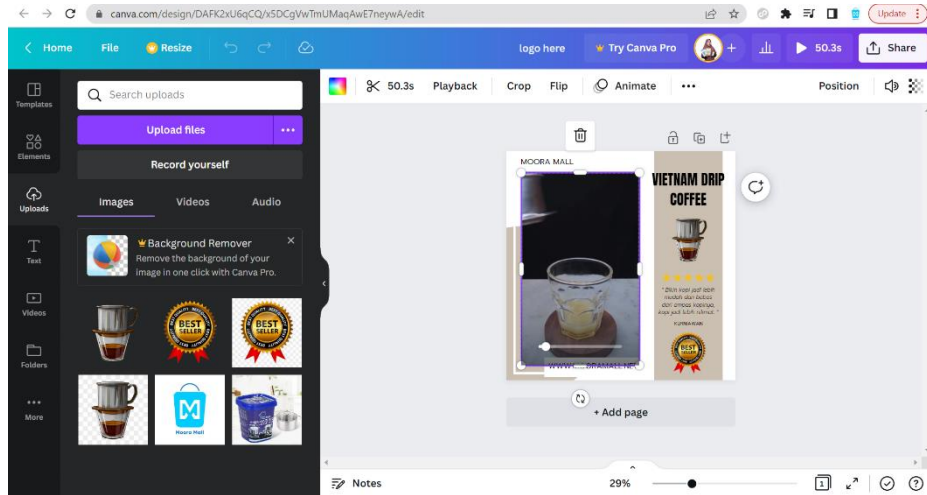 canva.com/design/DAFK2xU6qCQ/x5DCgVwTmUMaqAwE7neywA/edit
Update
Home
File
Resize
logo here
Try Canva Pro
50.3s
Share
Templates
Elements
Uploads
Text
Videos
Folders
More
Search uploads
Upload files
Record yourself
Images
Videos
Audio
Background Remover
Remove the background of your
image in one click with Canva Pro.
BEST
SELLER
BEST
SELLER
Moora Mall
50.3s
Playback
Crop
Flip
Animate
Position
MOORA MALL
VIETNAM DRIP
COFFEE
BEST
SELLER
+ Add page
Notes
29%
1